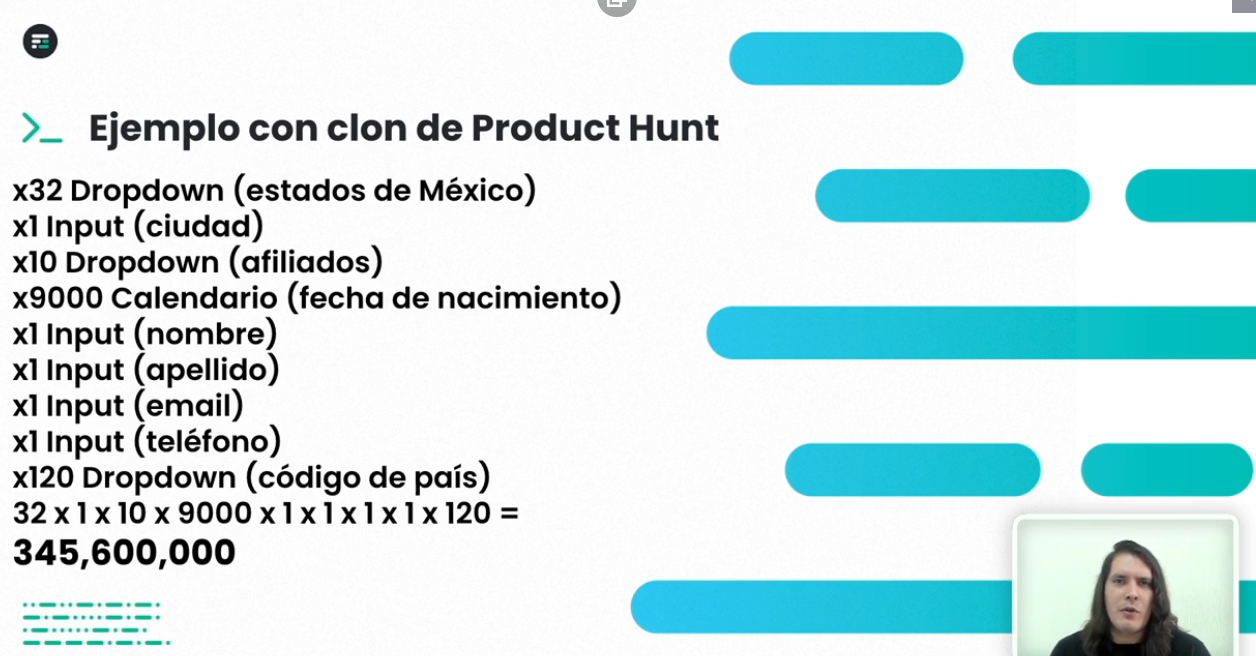 Ejemplo con clon de Product Hunt
x32 Dropdown (estados de México)
x1 Input (ciudad)
x10 Dropdown (afiliados)
x9000 Calendario (fecha de nacimiento)
x1 Input (nombre)
x1 Input (apellido)
x1 Input (email)
x1 Input (teléfono)
x120 Dropdown (código de país)
32 x 1 x 10 x 9000 x 1 x 1 x 1 x 1 x 120 =
345,600,000